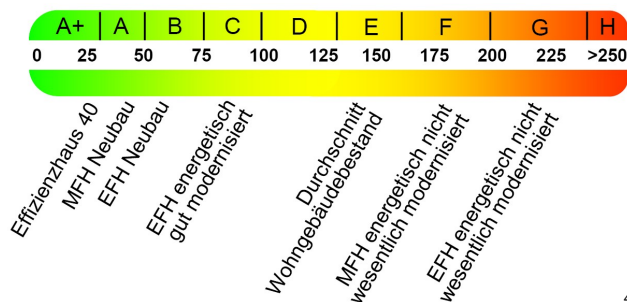 A+ A B C D E F G H
0 25 50 75 100 125 150 175 200 225 >250
Effizienzhaus 40
MFH Neubau
EFH Neubau
EFH energetisch
gut modernisiert
Durchschnitt
Wohngebäudebestand
MFH energetisch nicht
wesentlich modernisiert
EFH energetisch nicht
wesentlich modernisiert